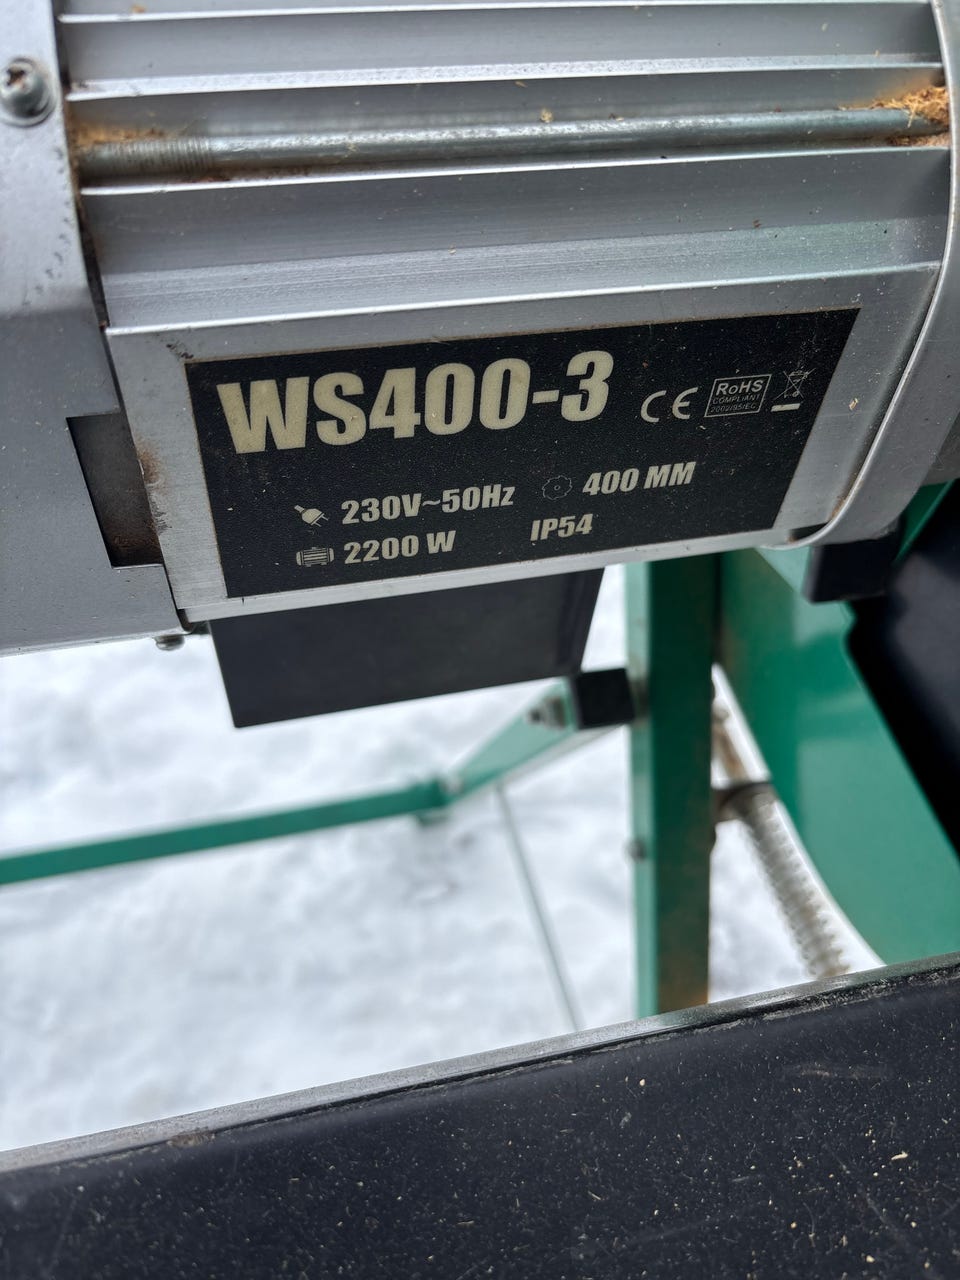 WS400-3
CE
RoHS
COMPLIANT
2002/95/EC
230V~50Hz
400 MM
2200 W
IP54